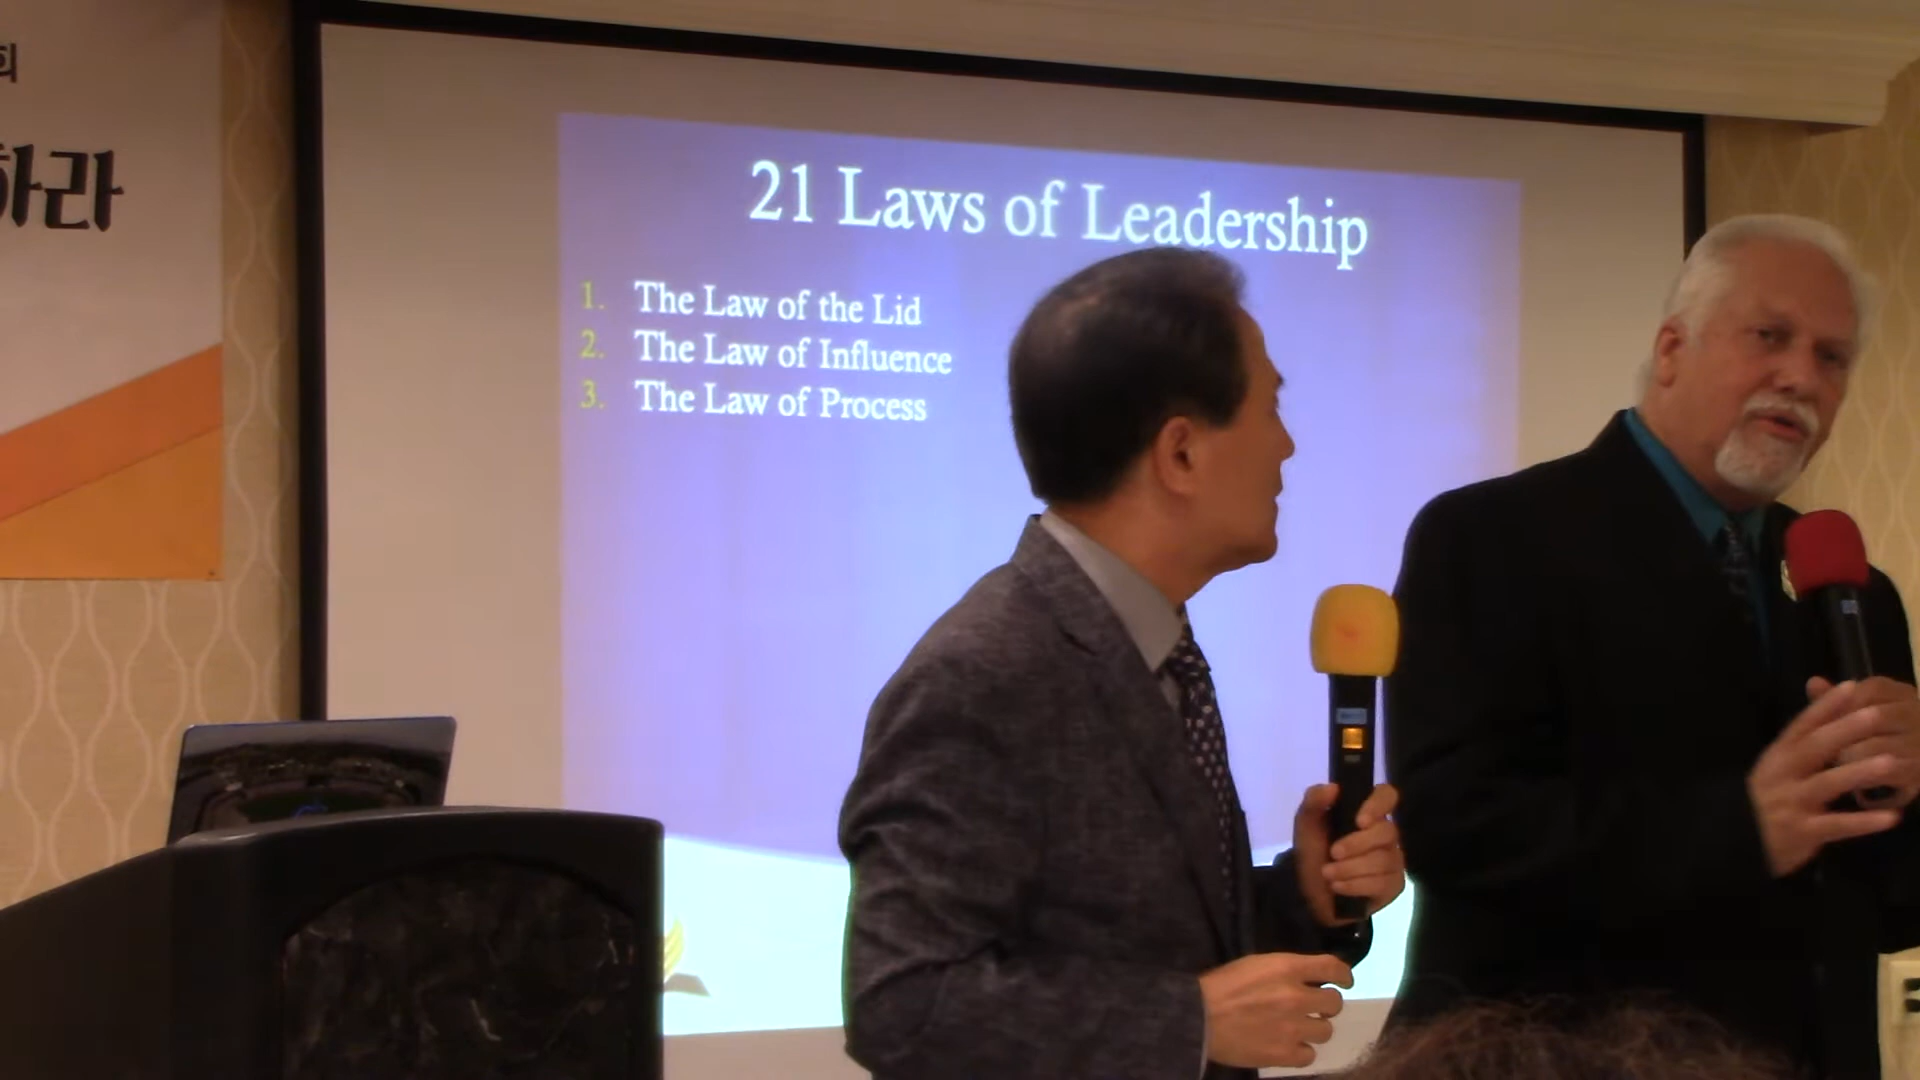 회
하라
21 Laws of Leadership
1. The Law of the Lid
2. The Law of Influence
3. The Law of Process